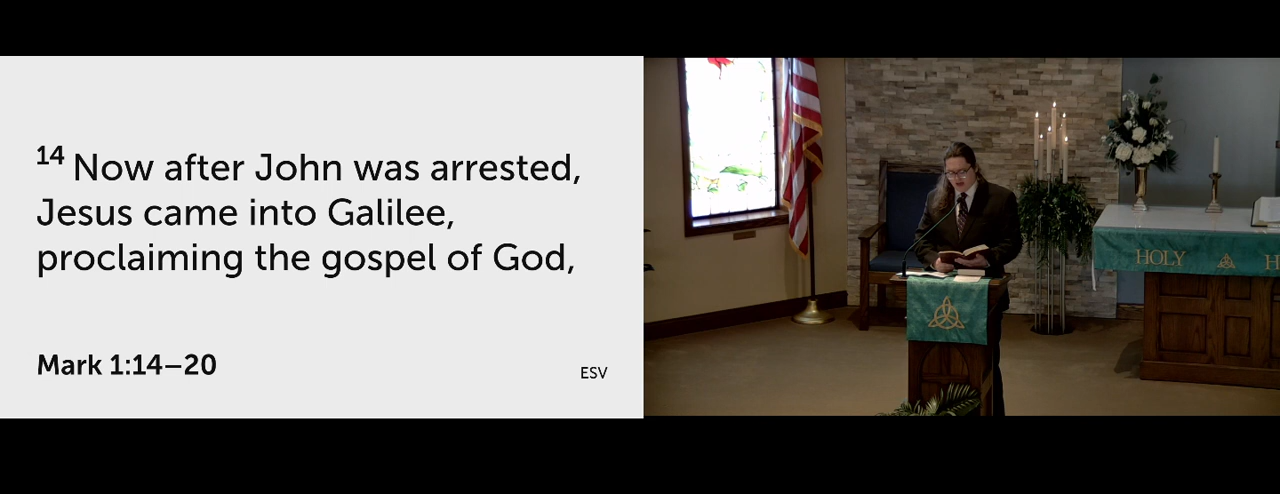 14 Now after John was arrested,
Jesus came into Galilee,
proclaiming the gospel of God,
Mark 1:14–20
ESV
HOLY
H